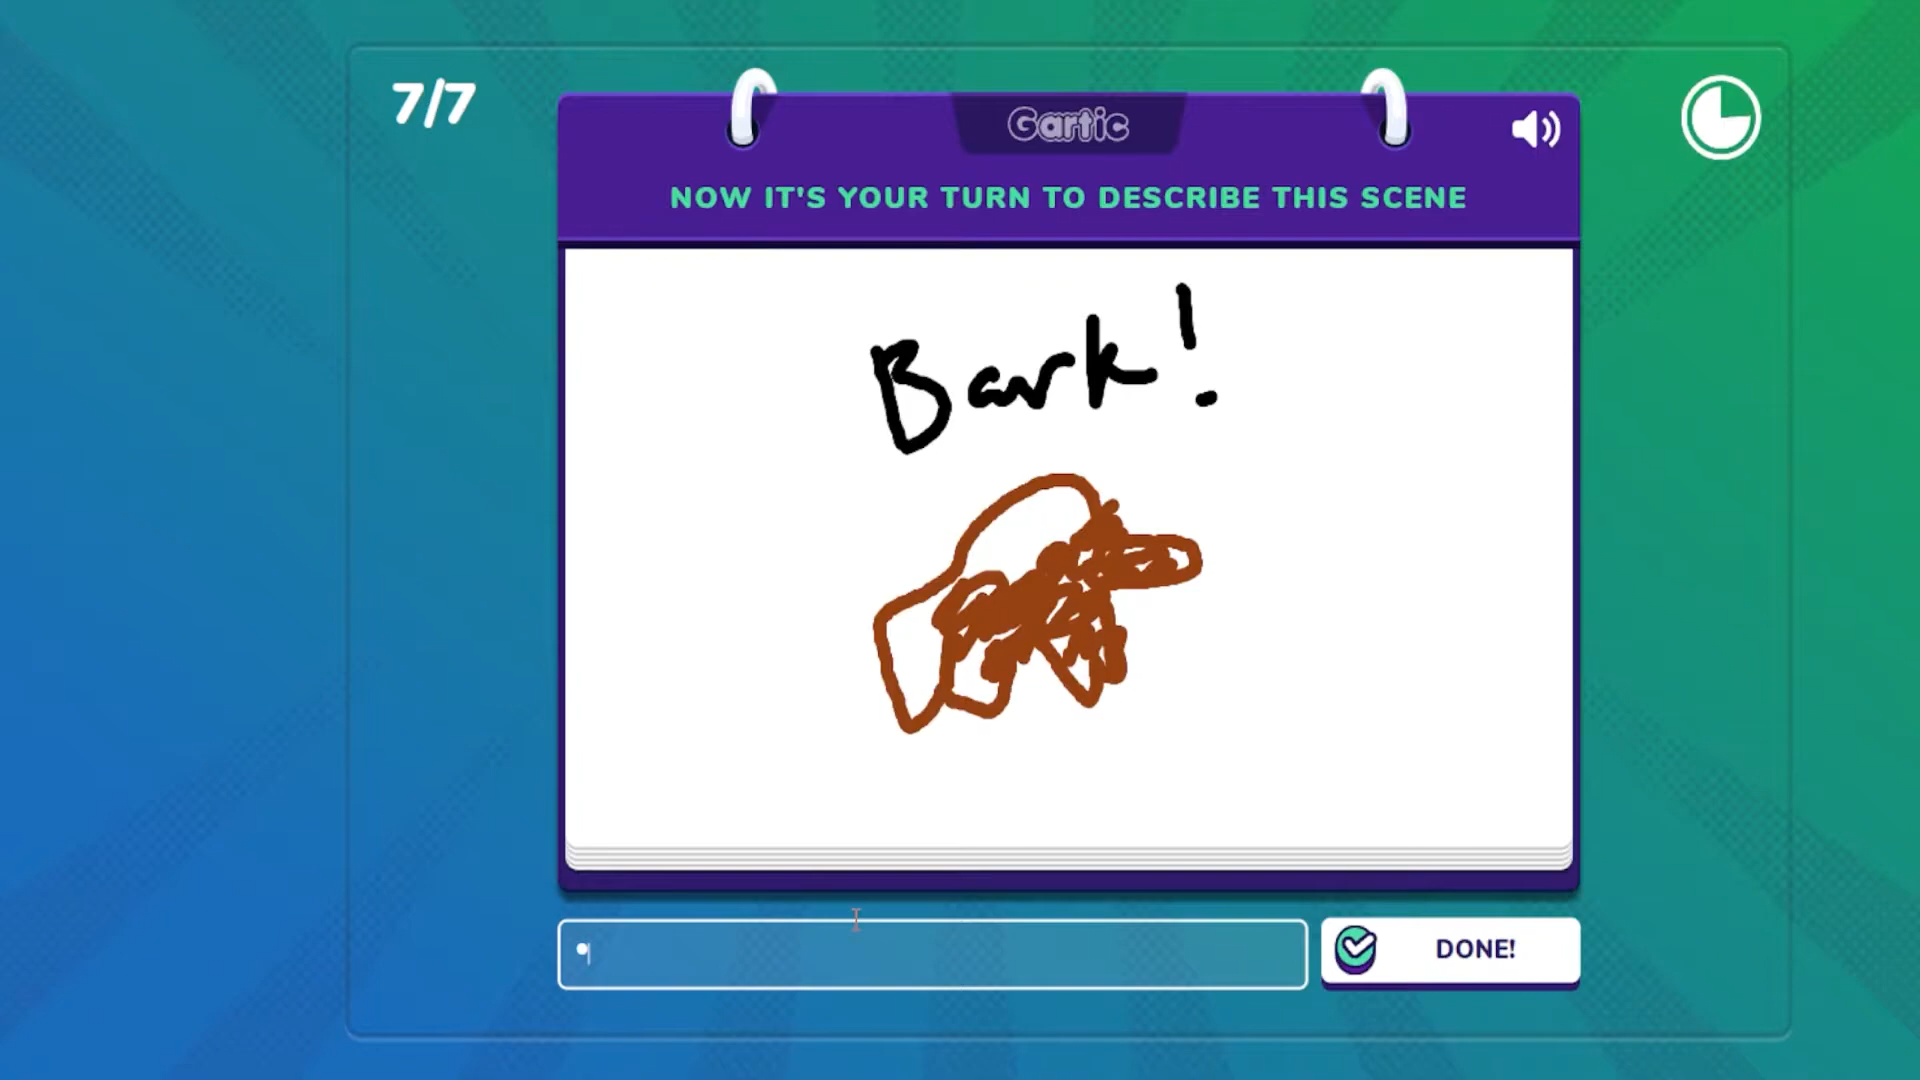 7/7
Gartic
NOW IT'S YOUR TURN TO DESCRIBE THIS SCENE
Bark!
DONE!